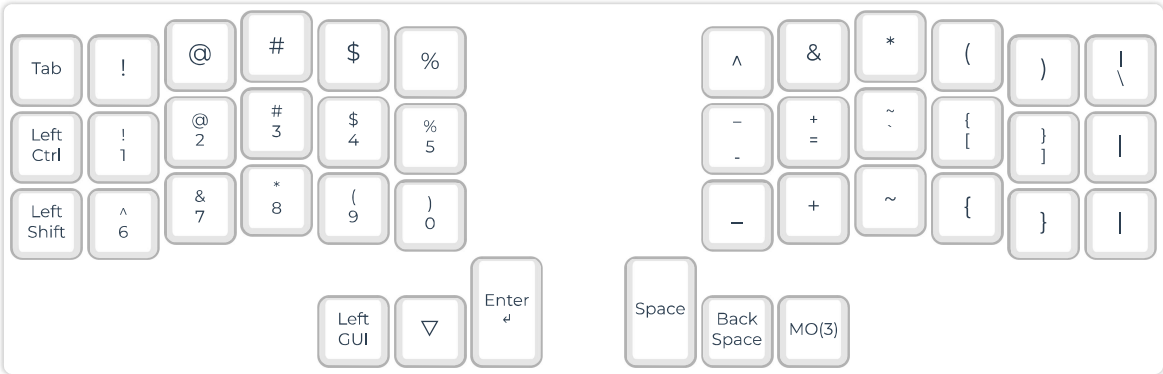 Tab ! @ # $ % ^ & * ( ) | \
Left Ctrl ! 1 @ 2 # 3 $ 4 % 5 _ - + = ~ ` { [ } ] |
Left Shift ^ 6 & 7 * 8 ( 9 ) 0 _ + ~ { } |
Left GUI ▽ Enter ↵ Space Back Space MO(3)